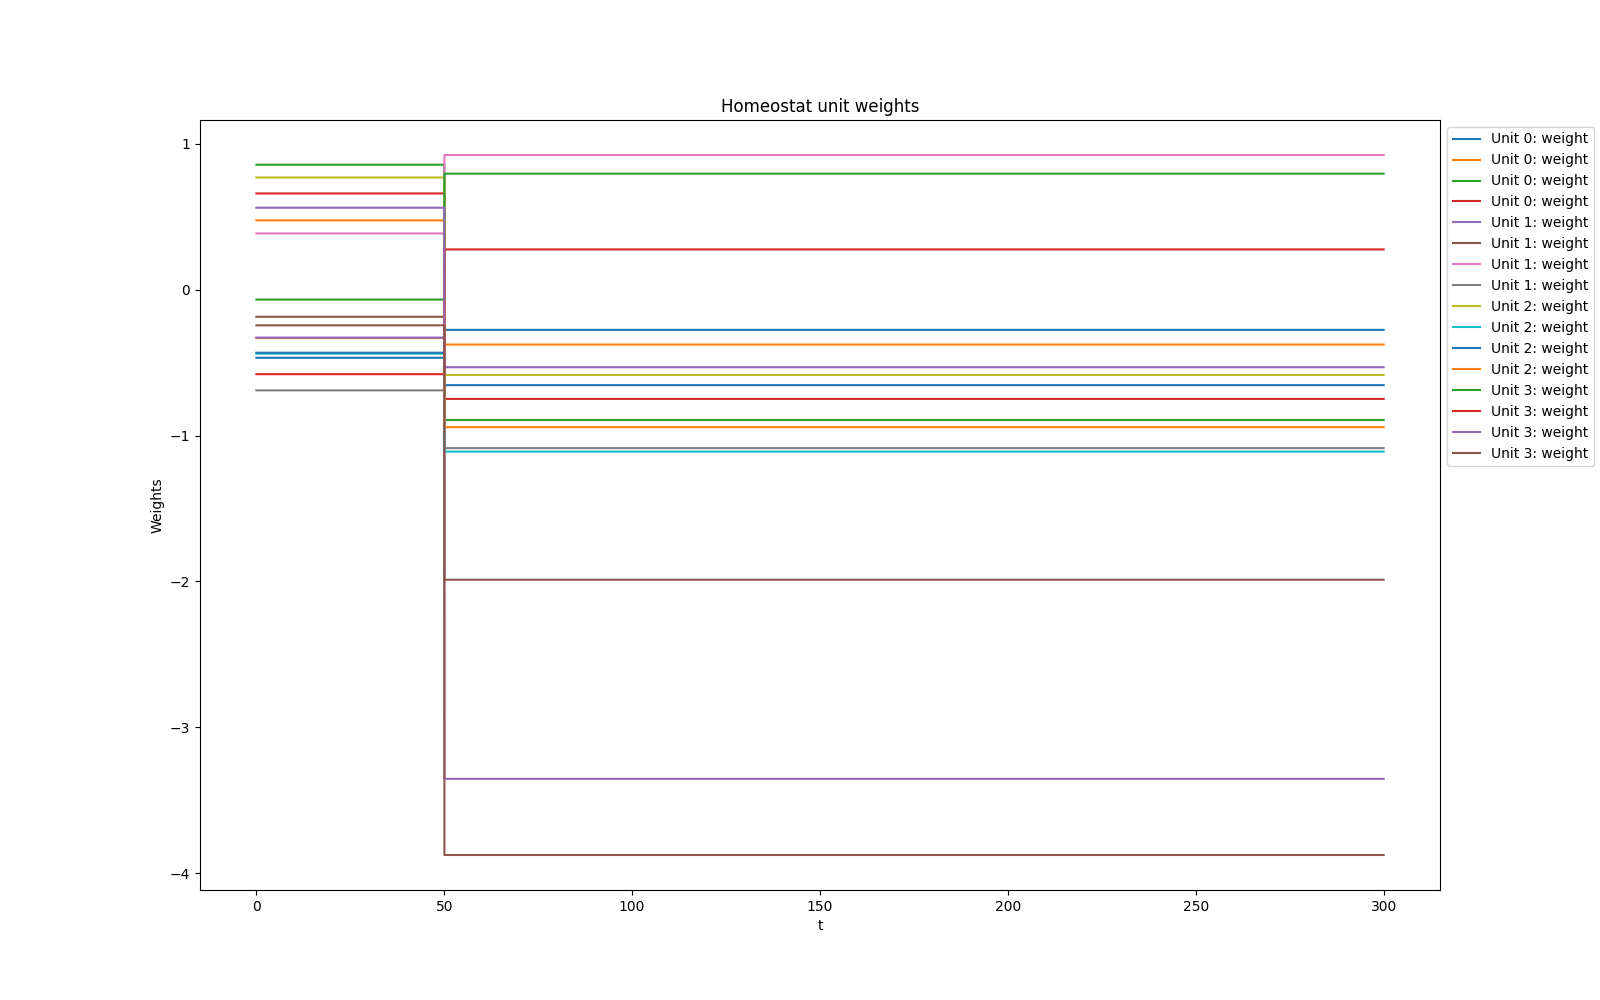 Homeostat unit weights
Weights
1
0
−1
−2
−3
−4
0
50
100
150
200
250
300
t
Unit 0: weight
Unit 0: weight
Unit 0: weight
Unit 0: weight
Unit 1: weight
Unit 1: weight
Unit 1: weight
Unit 1: weight
Unit 2: weight
Unit 2: weight
Unit 2: weight
Unit 2: weight
Unit 3: weight
Unit 3: weight
Unit 3: weight
Unit 3: weight